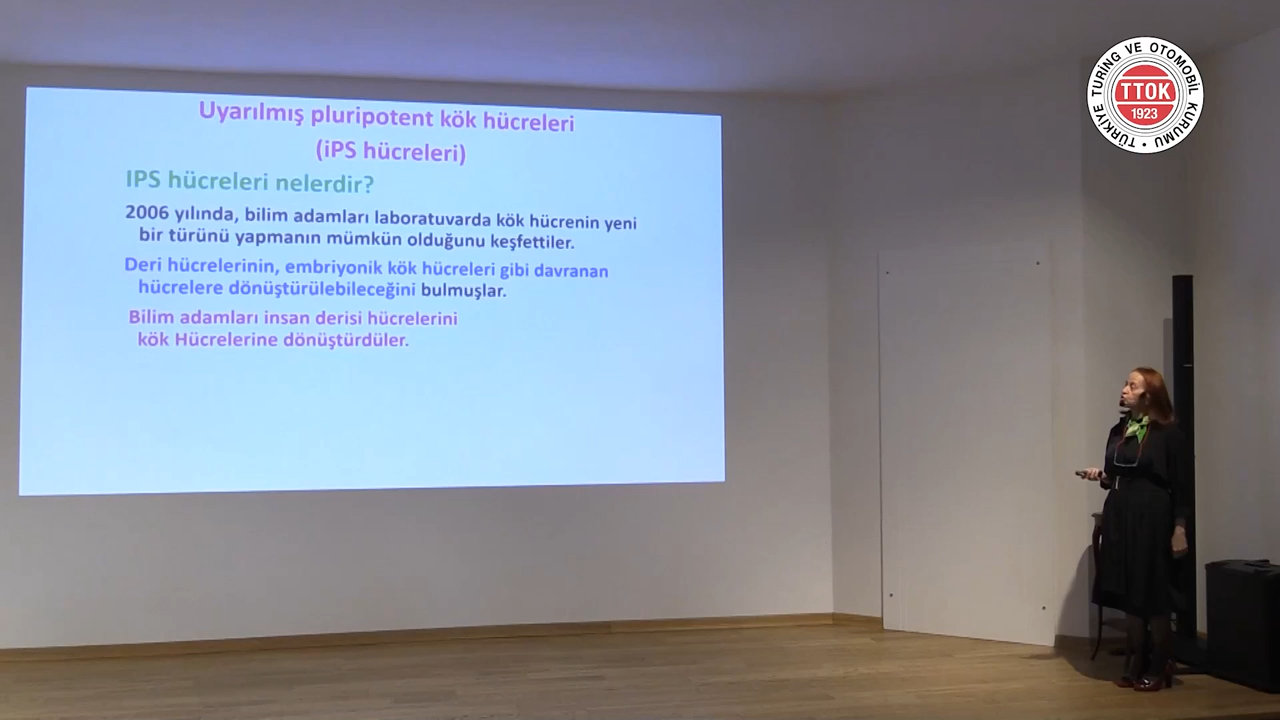 Uyarılmış pluripotent kök hücreleri
(iPS hücreleri)
IPS hücreleri nelerdir?
2006 yılında, bilim adamları laboratuvarda kök hücrenin yeni
bir türünü yapmanın mümkün olduğunu keşfettiler.
Deri hücrelerinin, embriyonik kök hücreleri gibi davranan
hücrelere dönüştürülebileceğini bulmuşlar.
Bilim adamları insan derisi hücrelerini
kök Hücrelerine dönüştürdüler.
TÜRKİYE TURİNG VE OTOMOBİL KURUMU
TTOK
1923